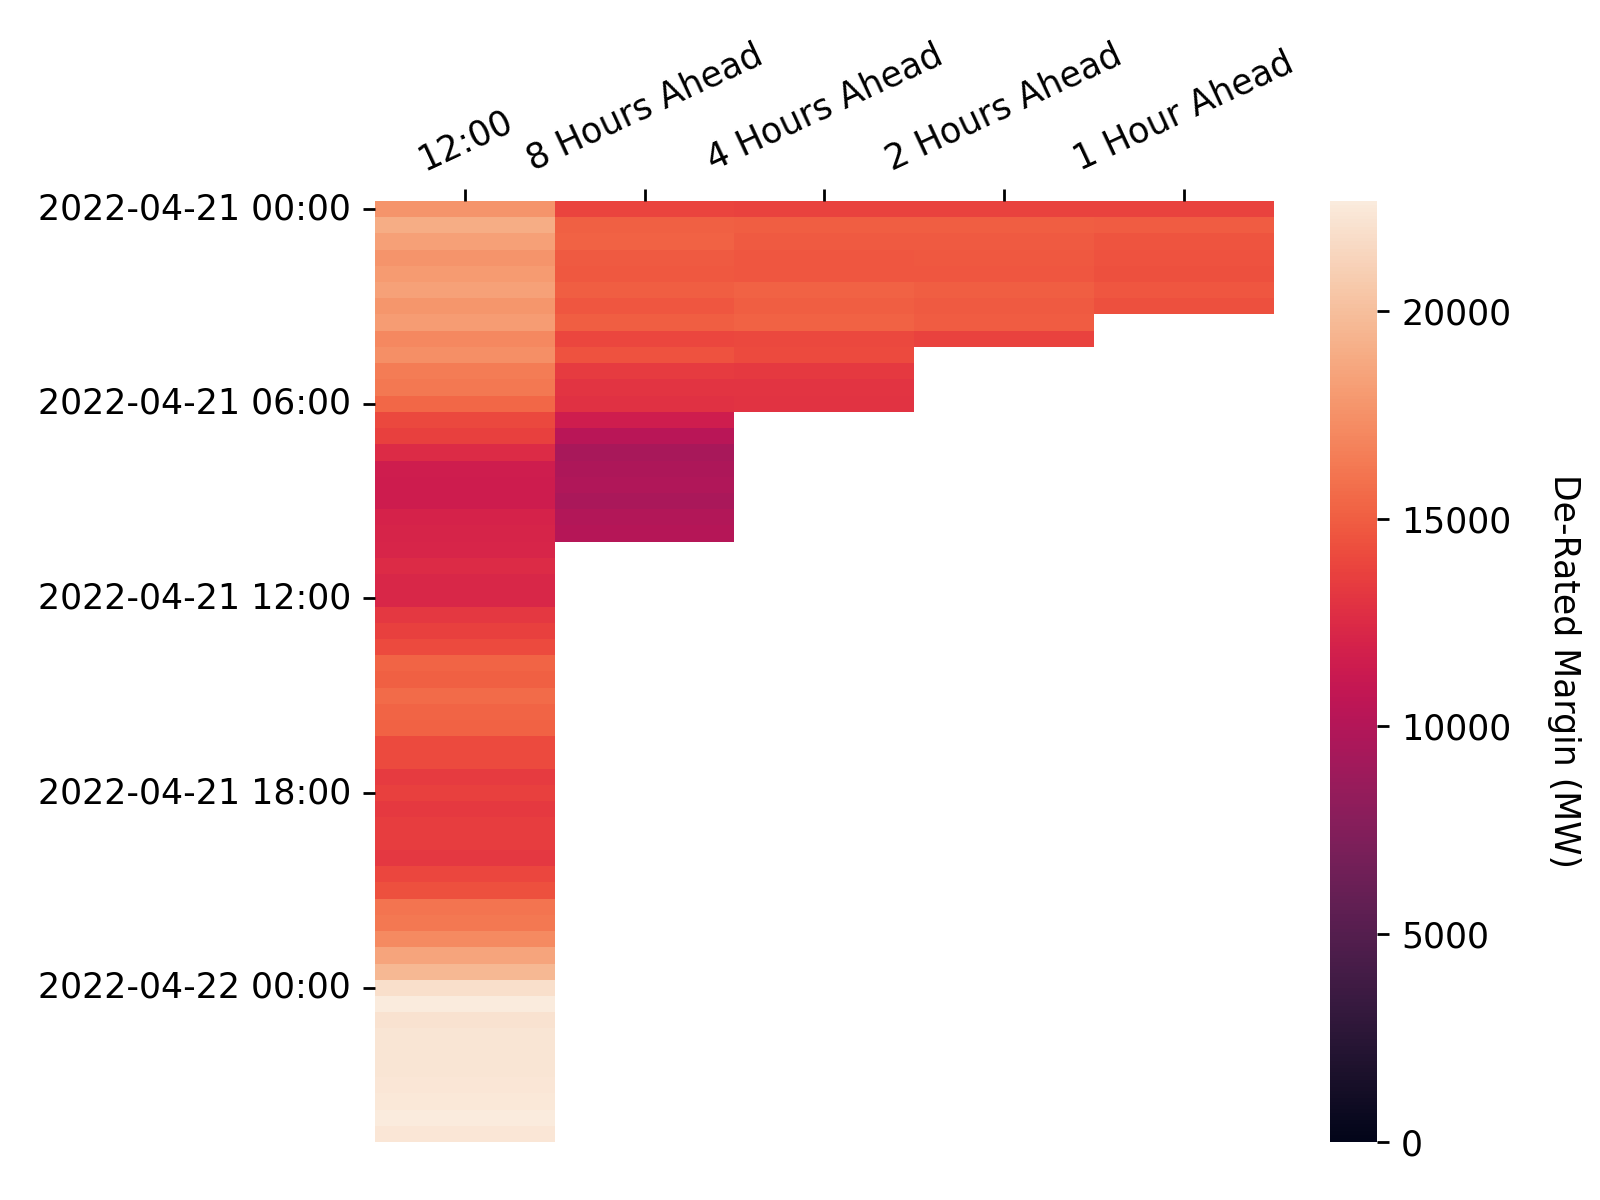 12:00
8 Hours Ahead
4 Hours Ahead
2 Hours Ahead
1 Hour Ahead
2022-04-21 00:00
2022-04-21 06:00
2022-04-21 12:00
2022-04-21 18:00
2022-04-22 00:00
20000
15000
10000
5000
0
De-Rated Margin (MW)